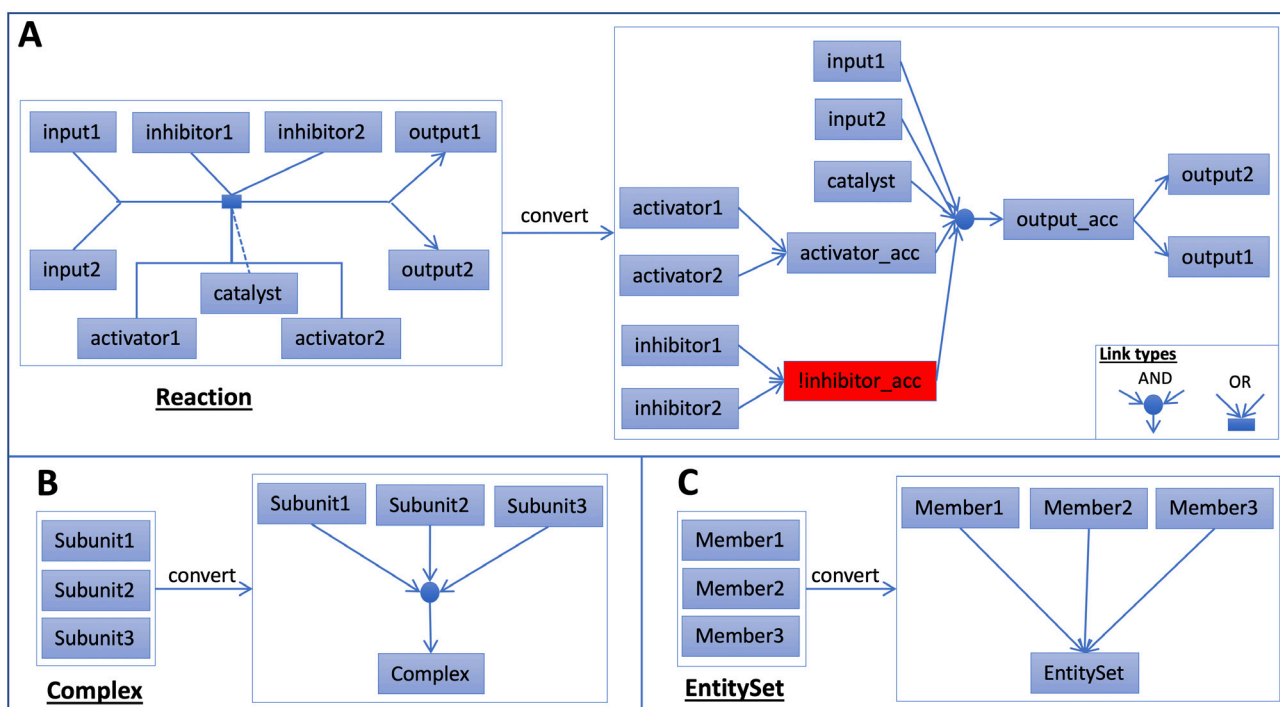 A
input1
inhibitor1
inhibitor2
output1
input2
catalyst
output2
activator1
activator2
Reaction
convert
input1
input2
catalyst
activator1
activator2
activator_acc
inhibitor1
inhibitor2
!inhibitor_acc
output_acc
output2
output1
Link types
AND
OR
B
Subunit1
Subunit2
Subunit3
Complex
convert
Subunit1
Subunit2
Subunit3
Complex
C
Member1
Member2
Member3
EntitySet
convert
Member1
Member2
Member3
EntitySet